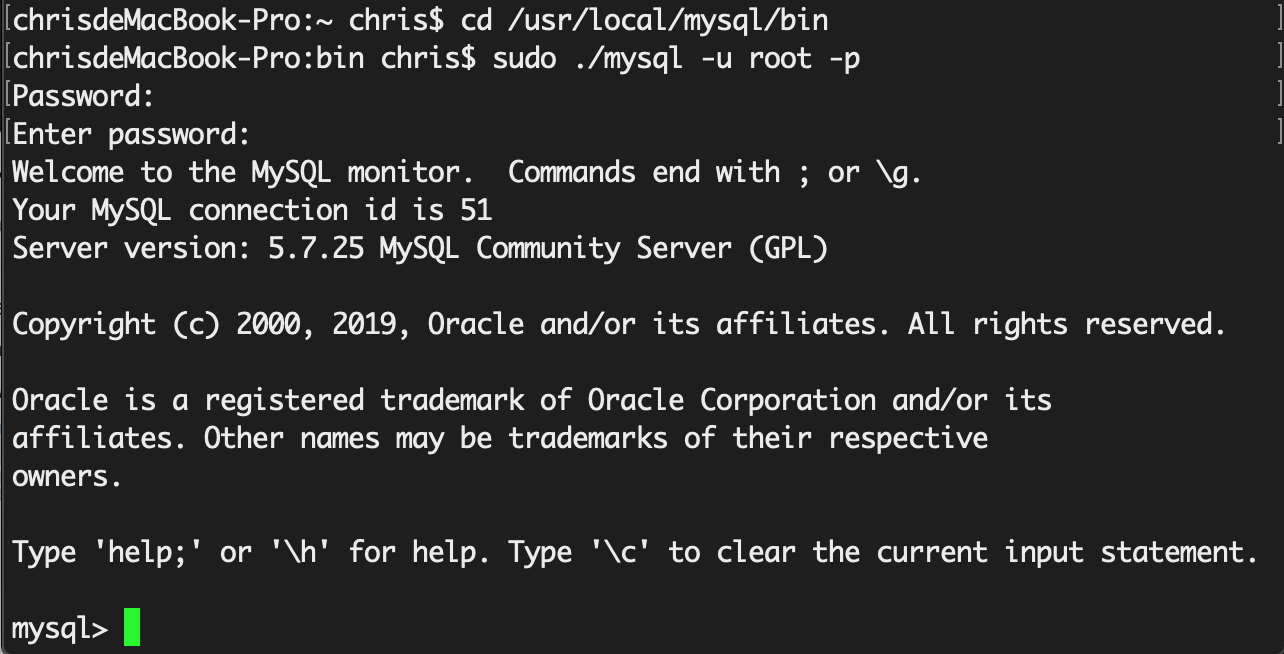 [chrisdeMacBook-Pro:~ chris$ cd /usr/local/mysql/bin ]
[chrisdeMacBook-Pro:bin chris$ sudo ./mysql -u root -p ]
[Password: ]
[Enter password: ]
Welcome to the MySQL monitor.  Commands end with ; or \g.
Your MySQL connection id is 51
Server version: 5.7.25 MySQL Community Server (GPL)

Copyright (c) 2000, 2019, Oracle and/or its affiliates. All rights reserved.

Oracle is a registered trademark of Oracle Corporation and/or its
affiliates. Other names may be trademarks of their respective
owners.

Type 'help;' or '\h' for help. Type '\c' to clear the current input statement.

mysql>